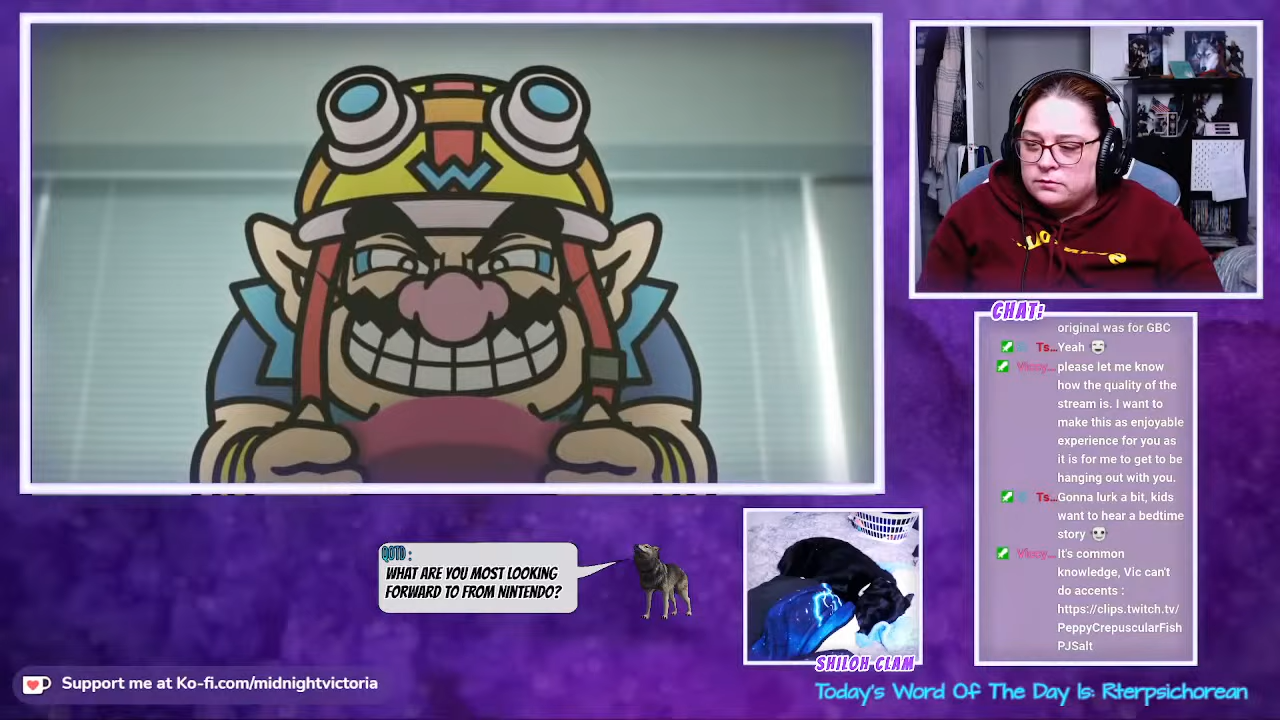 W
CHAT:
original was for GBC
Ts... Yeah
please let me know
how the quality of the
stream is. I want to
make this as enjoyable
experience for you as
it is for me to get to be
hanging out with you.
Ts... Gonna lurk a bit, kids
want to hear a bedtime
story
It's common
knowledge, Vic can't
do accents :
https://clips.twitch.tv/
PeppyCrepuscularFish
PJSalt
QOTD:
WHAT ARE YOU MOST LOOKING
FORWARD TO FROM NINTENDO?
SHILOH CLAM
Support me at Ko-fi.com/midnightvictoria
Today's Word Of The Day Is: Rterpsichorean